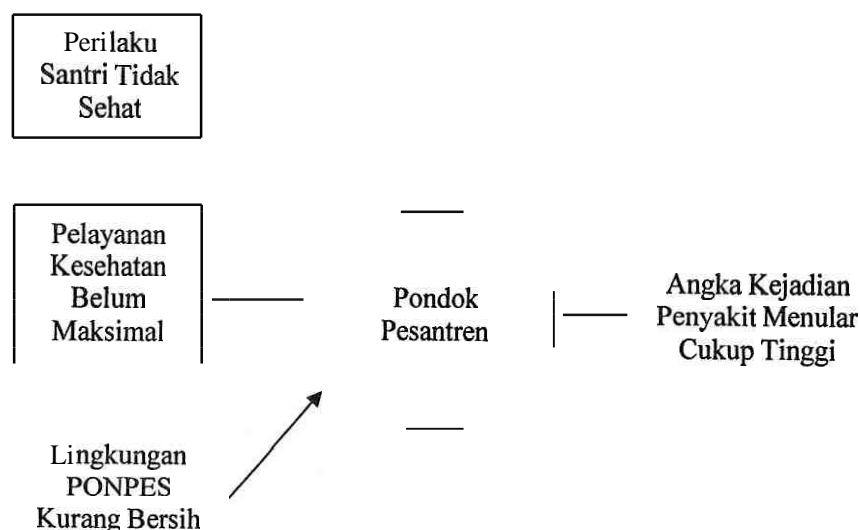 Perilaku
Santri Tidak
Sehat
Pelayanan
Kesehatan
Belum
Maksimal
Pondok
Pesantren
Angka Kejadian
Penyakit Menular
Cukup Tinggi
Lingkungan
PONPES
Kurang Bersih